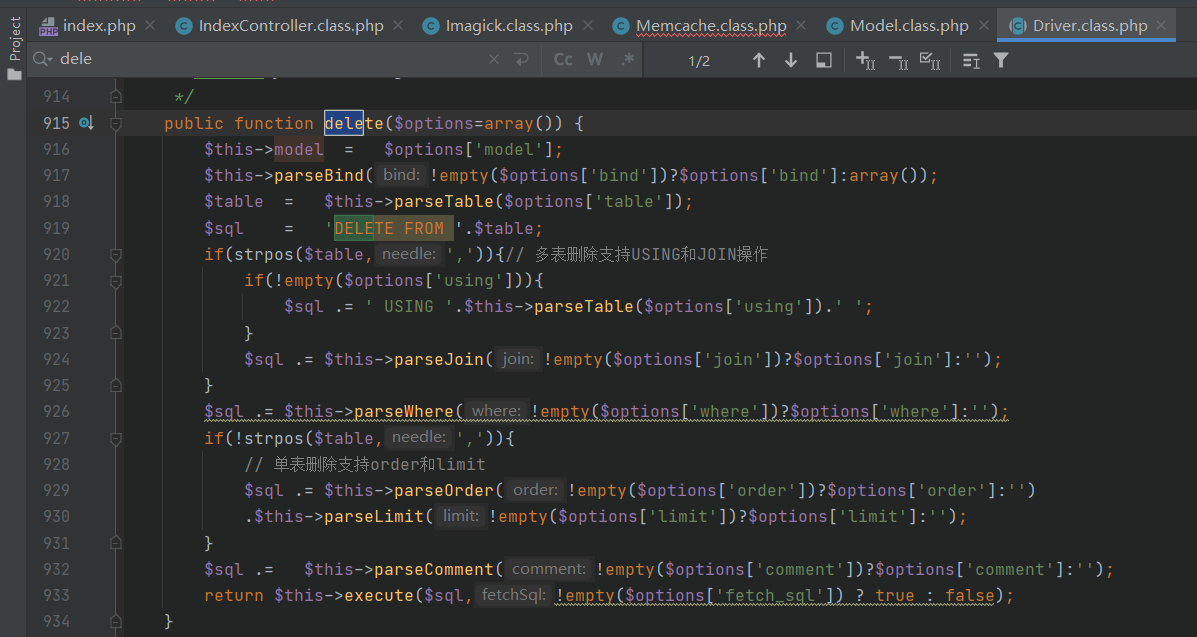 index.php IndexController.class.php Imagick.class.php Memcache.class.php Model.class.php Driver.class.php
Project
dele Cc W .* 1/2
914 */
915 public function delete($options=array()) {
916 $this->model = $options['model'];
917 $this->parseBind( bind: !empty($options['bind'])?$options['bind']:array());
918 $table = $this->parseTable($options['table']);
919 $sql = 'DELETE FROM '.$table;
920 if(strpos($table, needle: ',')){// 多表删除支持USING和JOIN操作
921 if(!empty($options['using'])){
922 $sql .= ' USING '.$this->parseTable($options['using']).' ';
923 }
924 $sql .= $this->parseJoin( join: !empty($options['join'])?$options['join']:'');
925 }
926 $sql .= $this->parseWhere( where: !empty($options['where'])?$options['where']:'');
927 if(!strpos($table, needle: ',')){
928 // 单表删除支持order和limit
929 $sql .= $this->parseOrder( order: !empty($options['order'])?$options['order']:'')
930 .$this->parseLimit( limit: !empty($options['limit'])?$options['limit']:'');
931 }
932 $sql .= $this->parseComment( comment: !empty($options['comment'])?$options['comment']:'');
933 return $this->execute($sql, fetchSql: !empty($options['fetch_sql']) ? true : false);
934 }